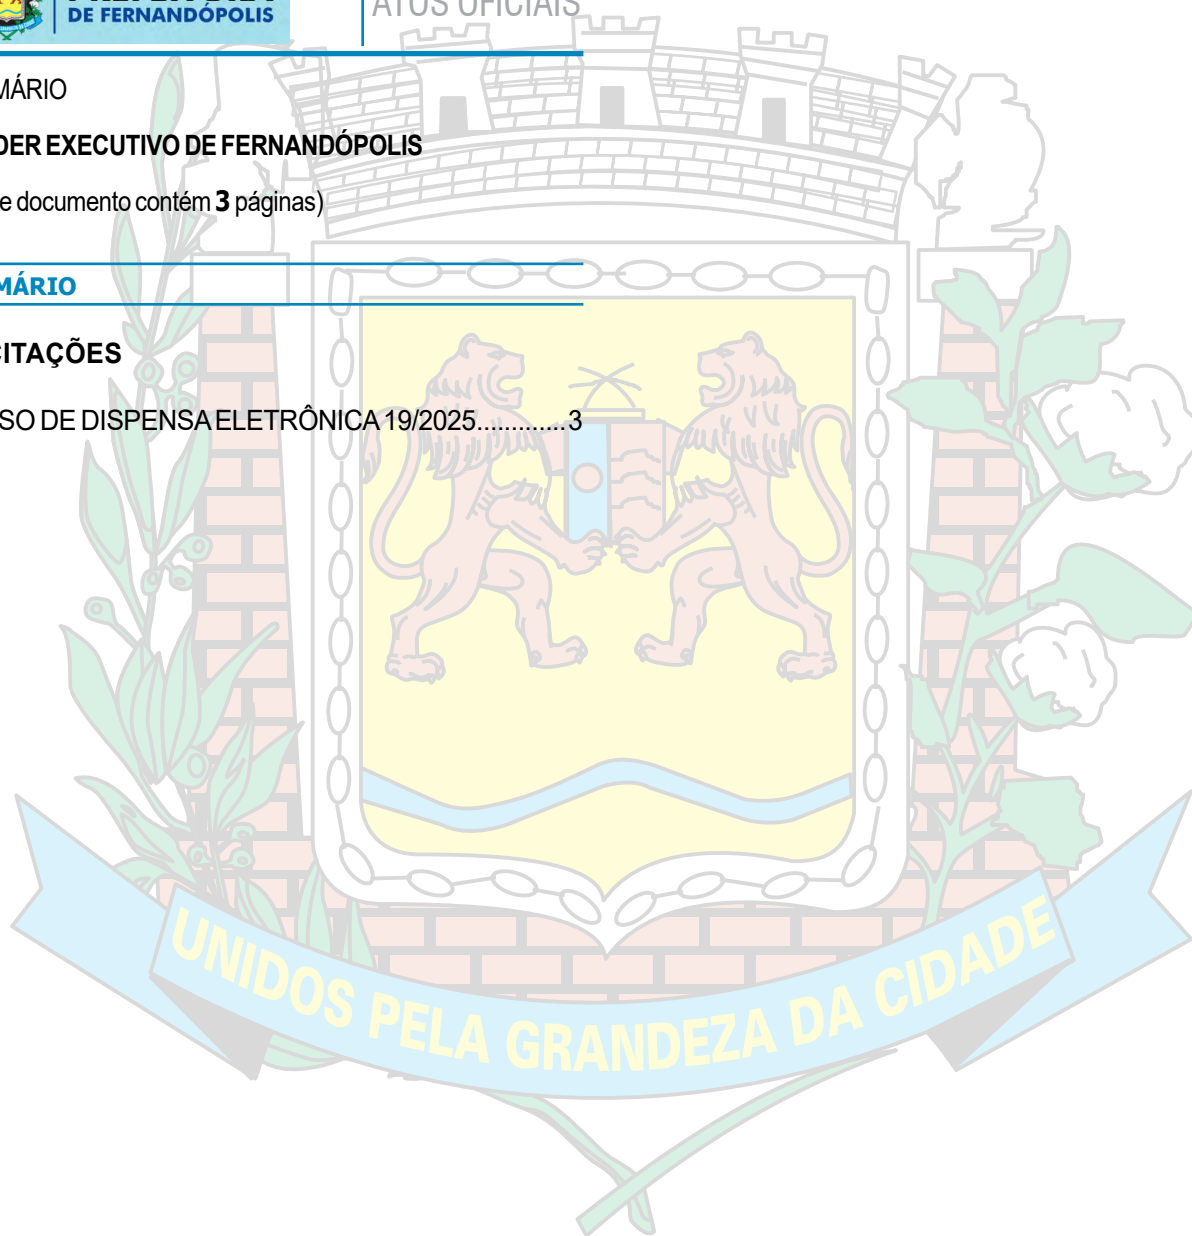 DE FERNANDÓPOLIS
ATOS OFICIAIS
MÁRIO
DER EXECUTIVO DE FERNANDÓPOLIS
e documento contém 3 páginas)
MÁRIO
CITAÇÕES
SO DE DISPENSA ELETRÔNICA 19/2025............3
UNIDOS PELA GRANDEZA DA CIDADE